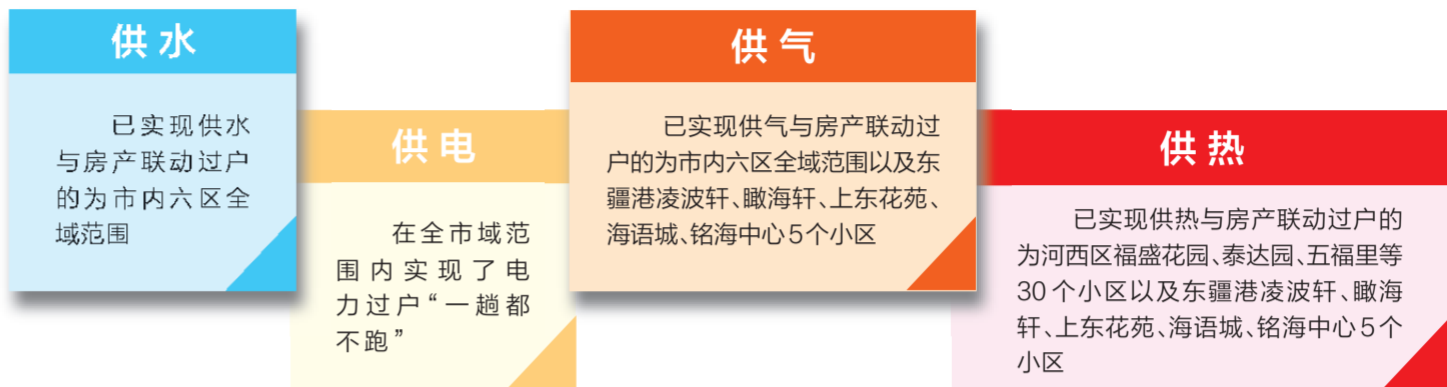 供水
已实现供水
与房产联动过户
的为市内六区全
域范围
供电
在全市域范
围内实现了电
力过户“一趟都
不跑”
供气
已实现供气与房产联动过
户的为市内六区全域范围以及东
疆港凌波轩、瞰海轩、上东花苑、
海语城、铭海中心5个小区
供热
已实现供热与房产联动过户的
为河西区福盛花园、泰达园、五福里等
30个小区以及东疆港凌波轩、瞰海
轩、上东花苑、海语城、铭海中心5个
小区